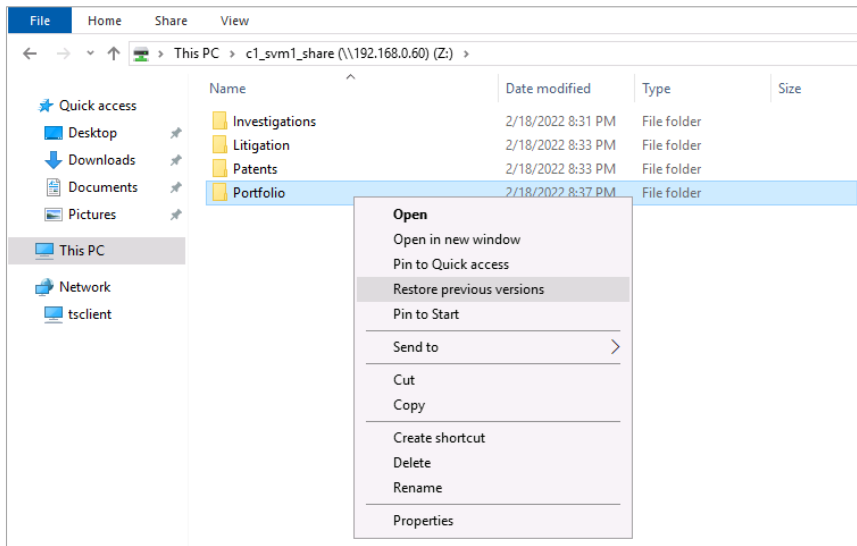 File Home Share View
This PC > c1_svm1_share (\\192.168.0.60) (Z:) >
Name Date modified Type Size
Quick access
Desktop
Downloads
Documents
Pictures
This PC
Network
tsclient
Investigations 2/18/2022 8:31 PM File folder
Litigation 2/18/2022 8:33 PM File folder
Patents 2/18/2022 8:33 PM File folder
Portfolio 2/18/2022 8:37 PM File folder
Open
Open in new window
Pin to Quick access
Restore previous versions
Pin to Start
Send to
Cut
Copy
Create shortcut
Delete
Rename
Properties